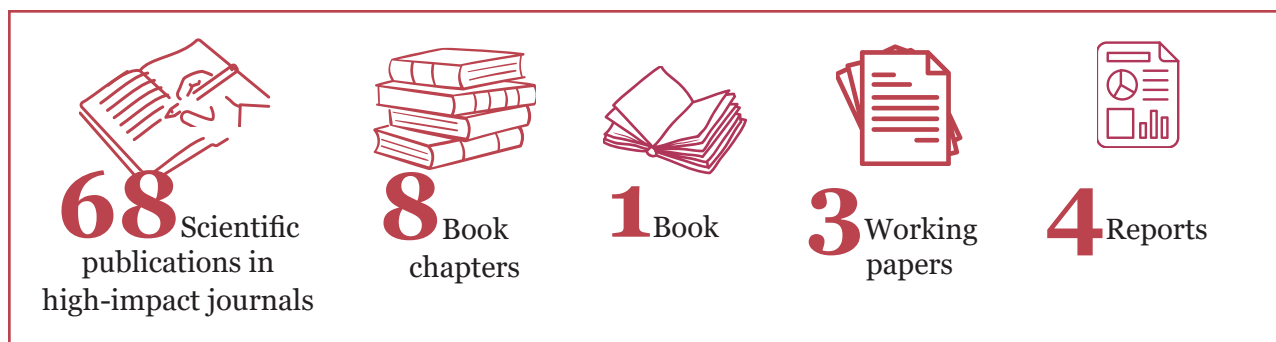 68 Scientific
publications in
high-impact journals
8 Book
chapters
1 Book
3 Working
papers
4 Reports